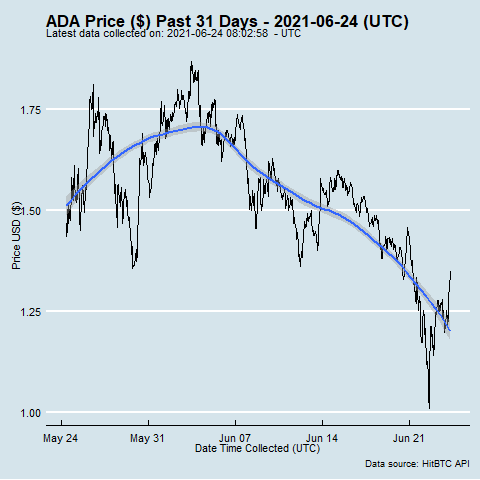 ADA Price ($) Past 31 Days - 2021-06-24 (UTC)
Latest data collected on: 2021-06-24 08:02:58 - UTC
Price USD ($)
1.75
1.50
1.25
1.00
May 24 May 31 Jun 07 Jun 14 Jun 21
Date Time Collected (UTC)
Data source: HitBTC API